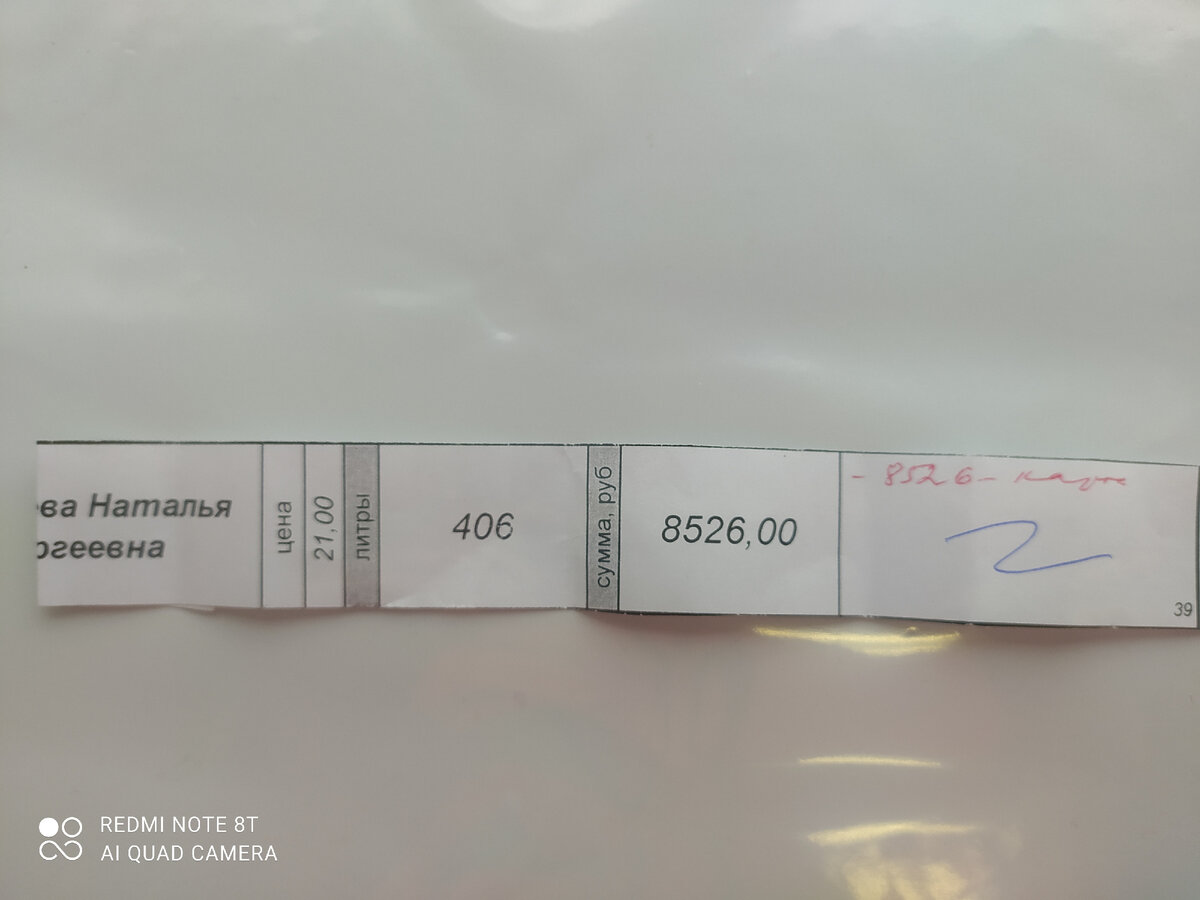 ва Наталья
ргеевна
цена
21,00
литры
406
сумма, руб
8526,00
- 8526 -
39
REDMI NOTE 8T
AI QUAD CAMERA